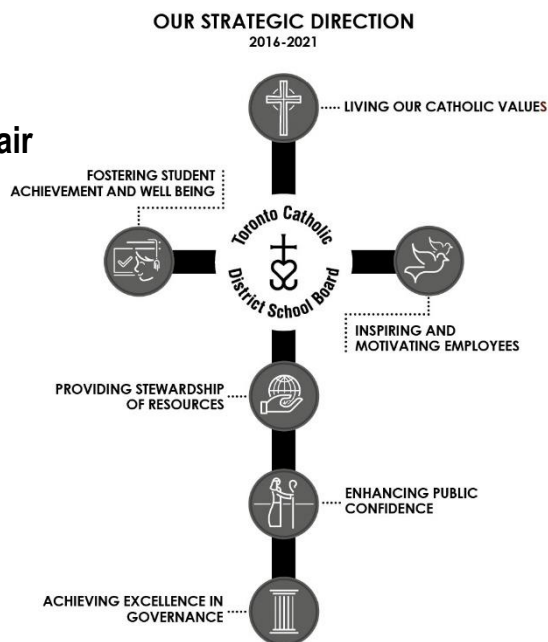 OUR STRATEGIC DIRECTION
2016-2021
LIVING OUR CATHOLIC VALUES
air
FOSTERING STUDENT
ACHIEVEMENT AND WELL BEING
Toronto Catholic
District School Board
INSPIRING AND
MOTIVATING EMPLOYEES
PROVIDING STEWARDSHIP
OF RESOURCES
ENHANCING PUBLIC
CONFIDENCE
ACHIEVING EXCELLENCE IN
GOVERNANCE